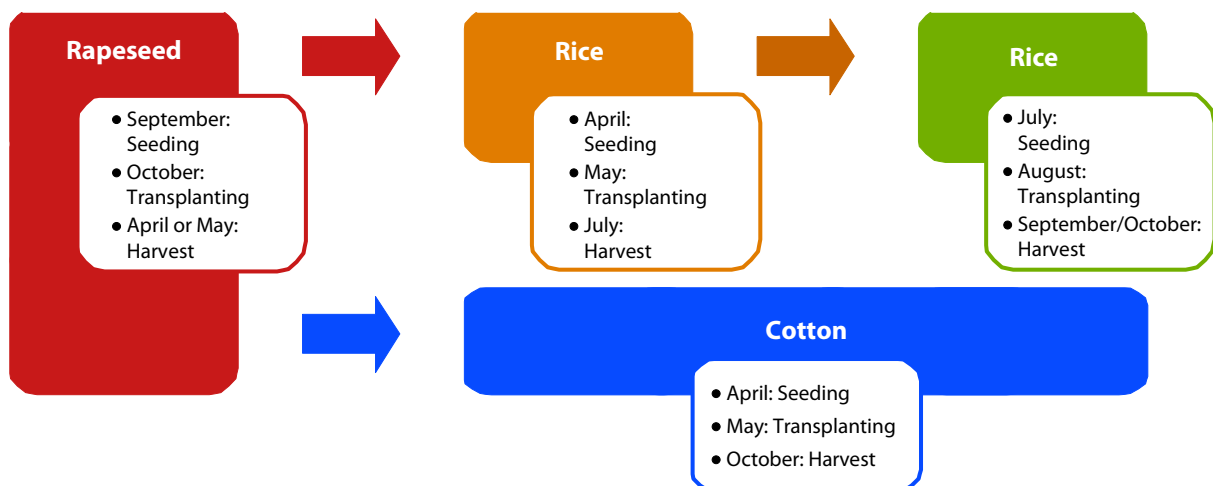 Rapeseed
● September:
Seeding
● October:
Transplanting
● April or May:
Harvest
Rice
● April:
Seeding
● May:
Transplanting
● July:
Harvest
Rice
● July:
Seeding
● August:
Transplanting
● September/October:
Harvest
Cotton
● April: Seeding
● May: Transplanting
● October: Harvest